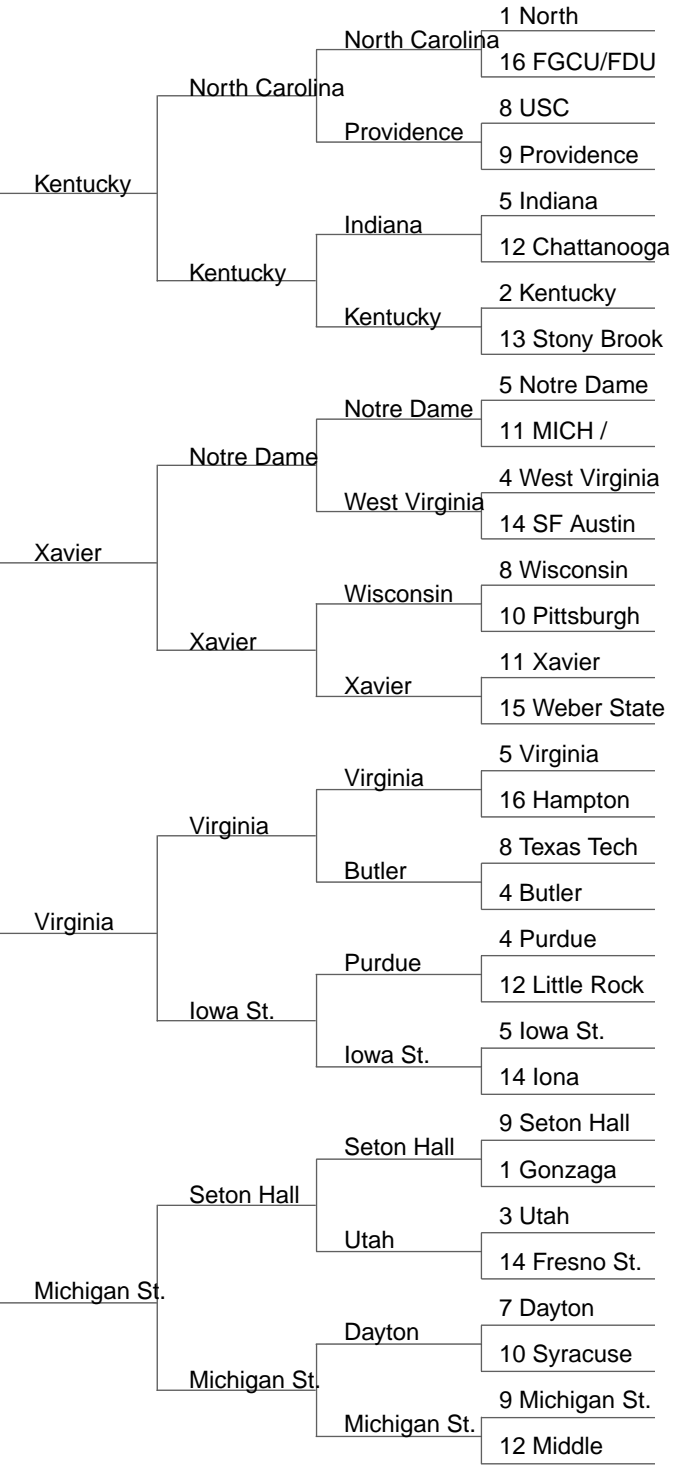 1 North
North Carolina
16 FGCU/FDU
North Carolina
8 USC
Providence
9 Providence
Kentucky
5 Indiana
Indiana
12 Chattanooga
Kentucky
2 Kentucky
Kentucky
13 Stony Brook
5 Notre Dame
Notre Dame
11 MICH /
Notre Dame
4 West Virginia
West Virginia
14 SF Austin
Xavier
8 Wisconsin
Wisconsin
10 Pittsburgh
Xavier
11 Xavier
Xavier
15 Weber State
5 Virginia
Virginia
16 Hampton
Virginia
8 Texas Tech
Butler
4 Butler
Virginia
4 Purdue
Purdue
12 Little Rock
Iowa St.
5 Iowa St.
Iowa St.
14 Iona
9 Seton Hall
Seton Hall
1 Gonzaga
Seton Hall
3 Utah
Utah
14 Fresno St.
Michigan St.
7 Dayton
Dayton
10 Syracuse
Michigan St.
9 Michigan St.
Michigan St.
12 Middle